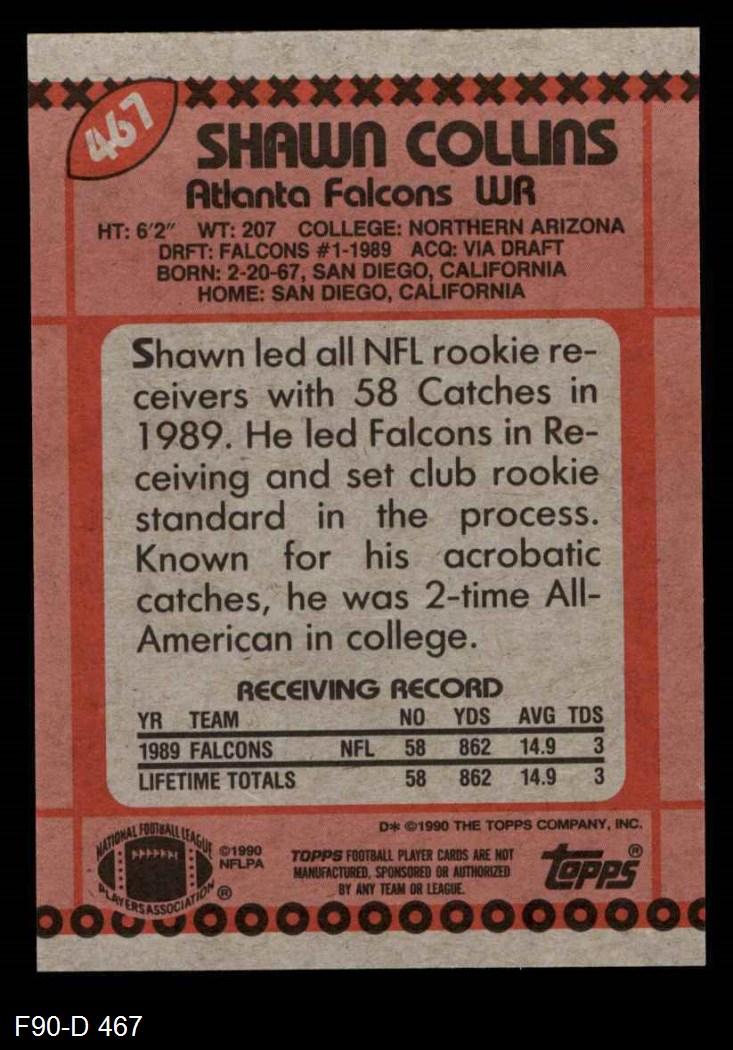 467
SHAWN COLLINS
Atlanta Falcons WR
HT: 6'2" WT: 207 COLLEGE: NORTHERN ARIZONA
DRFT: FALCONS #1-1989 ACQ: VIA DRAFT
BORN: 2-20-67, SAN DIEGO, CALIFORNIA
HOME: SAN DIEGO, CALIFORNIA
Shawn led all NFL rookie re-
ceivers with 58 Catches in
1989. He led Falcons in Re-
ceiving and set club rookie
standard in the process.
Known for his acrobatic
catches, he was 2-time All-
American in college.
RECEIVING RECORD
YR TEAM NO YDS AVG TDS
1989 FALCONS NFL 58 862 14.9 3
LIFETIME TOTALS 58 862 14.9 3
D* ©1990 THE TOPPS COMPANY, INC.
NATIONAL FOOTBALL LEAGUE
PLAYERS ASSOCIATION ®
©1990
NFLPA
TOPPS FOOTBALL PLAYER CARDS ARE NOT
MANUFACTURED, SPONSORED OR AUTHORIZED
BY ANY TEAM OR LEAGUE.
topps®
F90-D 467